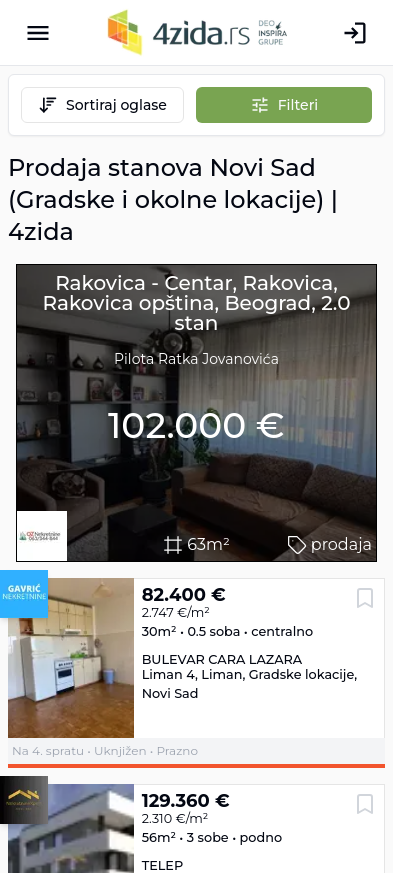 4zida.rs DEO INSPIRA GRUPE
Sortiraj oglase
Filteri
Prodaja stanova Novi Sad
(Gradske i okolne lokacije) |
4zida
Rakovica - Centar, Rakovica,
Rakovica opština, Beograd, 2.0
stan
Pilota Ratka Jovanovića
102.000 €
63m²
prodaja
GAVRIĆ
NEKRETNINE
82.400 €
2.747 €/m²
30m² • 0.5 soba • centralno
BULEVAR CARA LAZARA
Liman 4, Liman, Gradske lokacije,
Novi Sad
Na 4. spratu • Uknjižen • Prazno
129.360 €
2.310 €/m²
56m² • 3 sobe • podno
TELEP